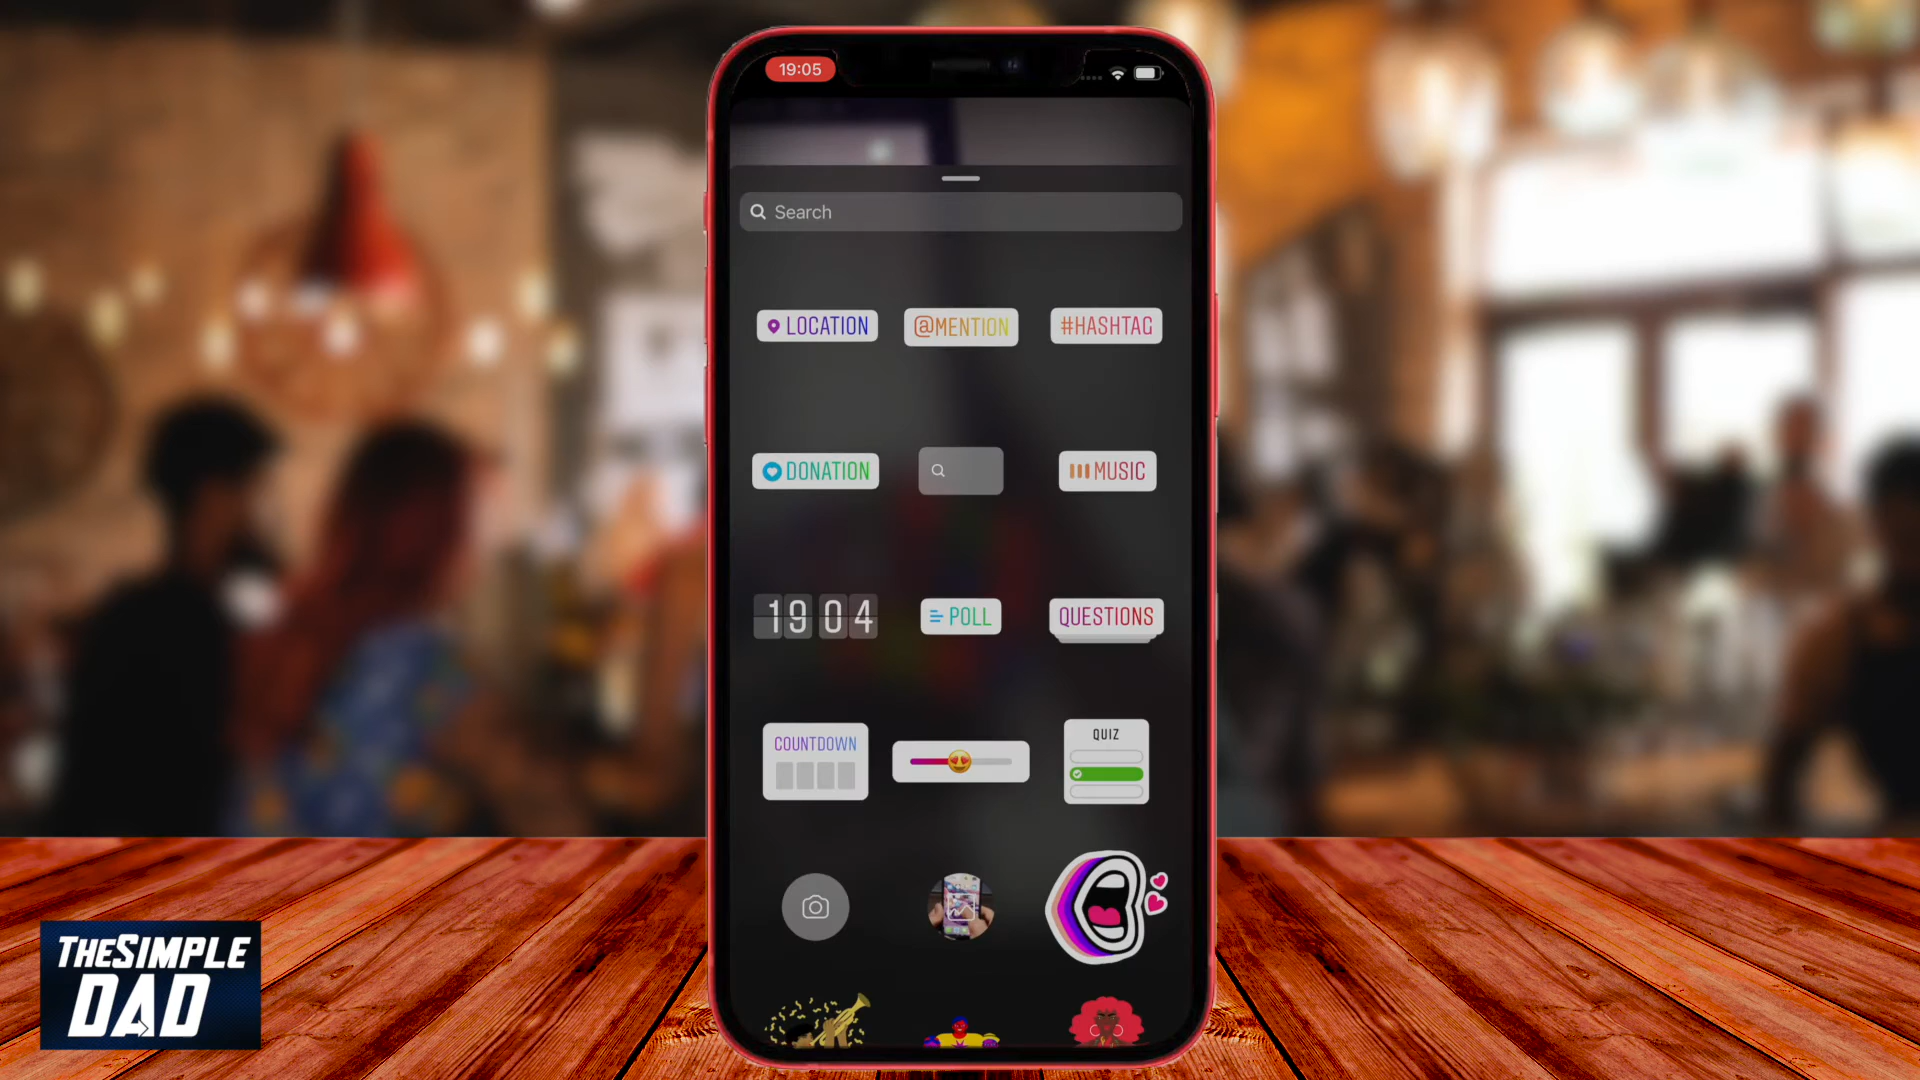 19:05
Search
LOCATION
@MENTION
#HASHTAG
DONATION
MUSIC
19 04
POLL
QUESTIONS
COUNTDOWN
QUIZ
THESIMPLE
DAD